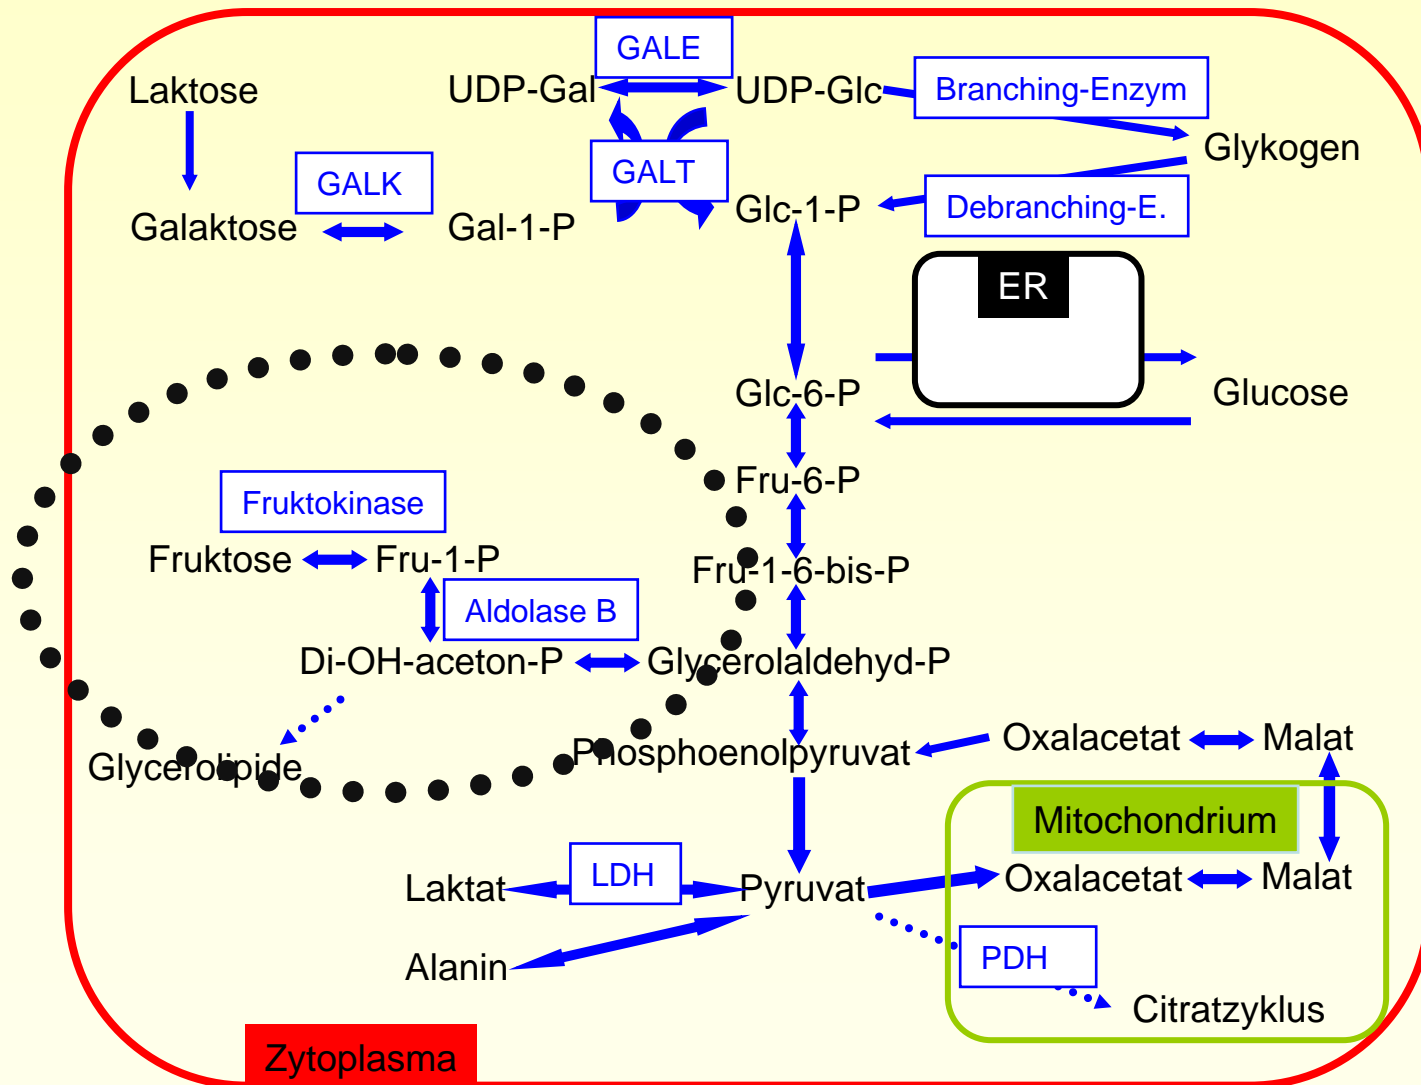 GALE
Laktose
UDP-Gal
UDP-Glc
Branching-Enzym
Glykogen
GALK
GALT
Galaktose
Gal-1-P
Glc-1-P
Debranching-E.
ER
Glc-6-P
Glucose
Fru-6-P
Fruktokinase
Fruktose
Fru-1-P
Fru-1-6-bis-P
Aldolase B
Di-OH-aceton-P
Glycerolaldehyd-P
Glycerolipide
Phosphoenolpyruvat
Oxalacetat
Malat
Mitochondrium
Laktat
LDH
Pyruvat
Oxalacetat
Malat
Alanin
PDH
Citratzyklus
Zytoplasma